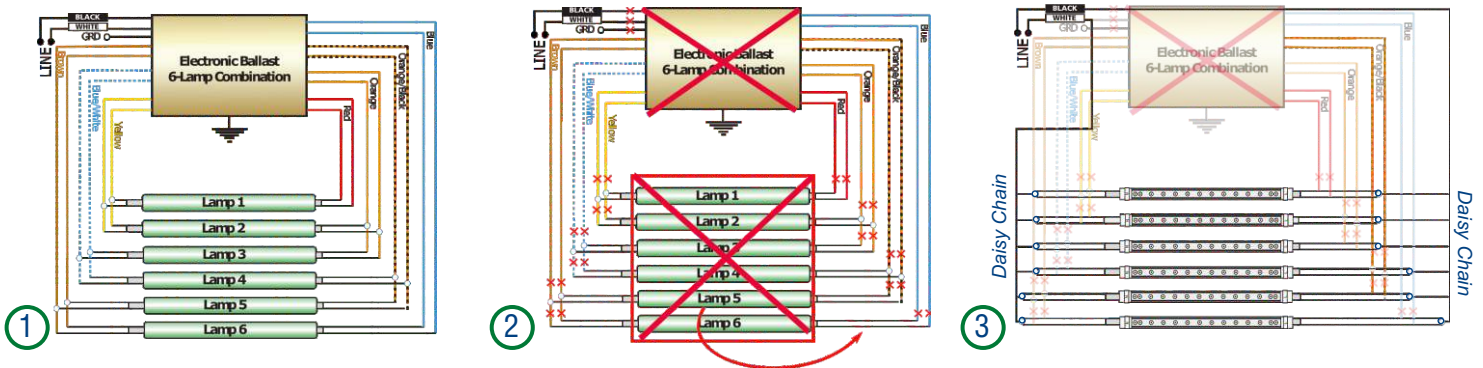 BLACK
WHITE
GRD
LINE
Brown
Blue/White
Yellow
Electronic Ballast
6-Lamp Combination
Red
Orange
Orange/Black
Blue
Lamp 1
Lamp 2
Lamp 3
Lamp 4
Lamp 5
Lamp 6
1
BLACK
WHITE
GRD
LINE
Brown
Blue/White
Yellow
Electronic Ballast
6-Lamp Combination
Red
Orange
Orange/Black
Blue
Lamp 1
Lamp 2
Lamp 3
Lamp 4
Lamp 5
Lamp 6
2
BLACK
WHITE
GRD
LINE
Brown
Blue/White
Yellow
Electronic Ballast
6-Lamp Combination
Red
Orange
Orange/Black
Blue
Daisy Chain
Daisy Chain
3